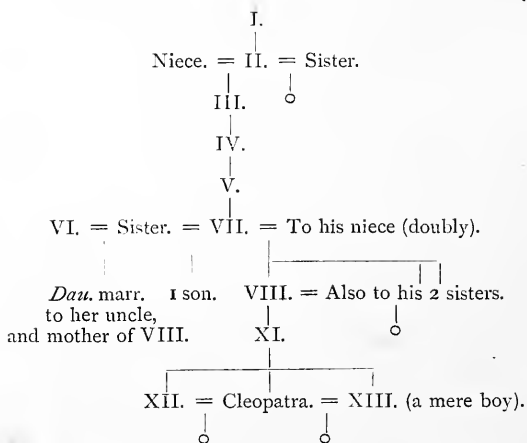 I.
Niece. = II. = Sister.
III. o
IV.
V.
VI. = Sister. = VII. = To his niece (doubly).
Dau. marr. 1 son. VIII. = Also to his 2 sisters.
to her uncle, o
and mother of VIII. XI.
XII. = Cleopatra. = XIII. (a mere boy).
o o